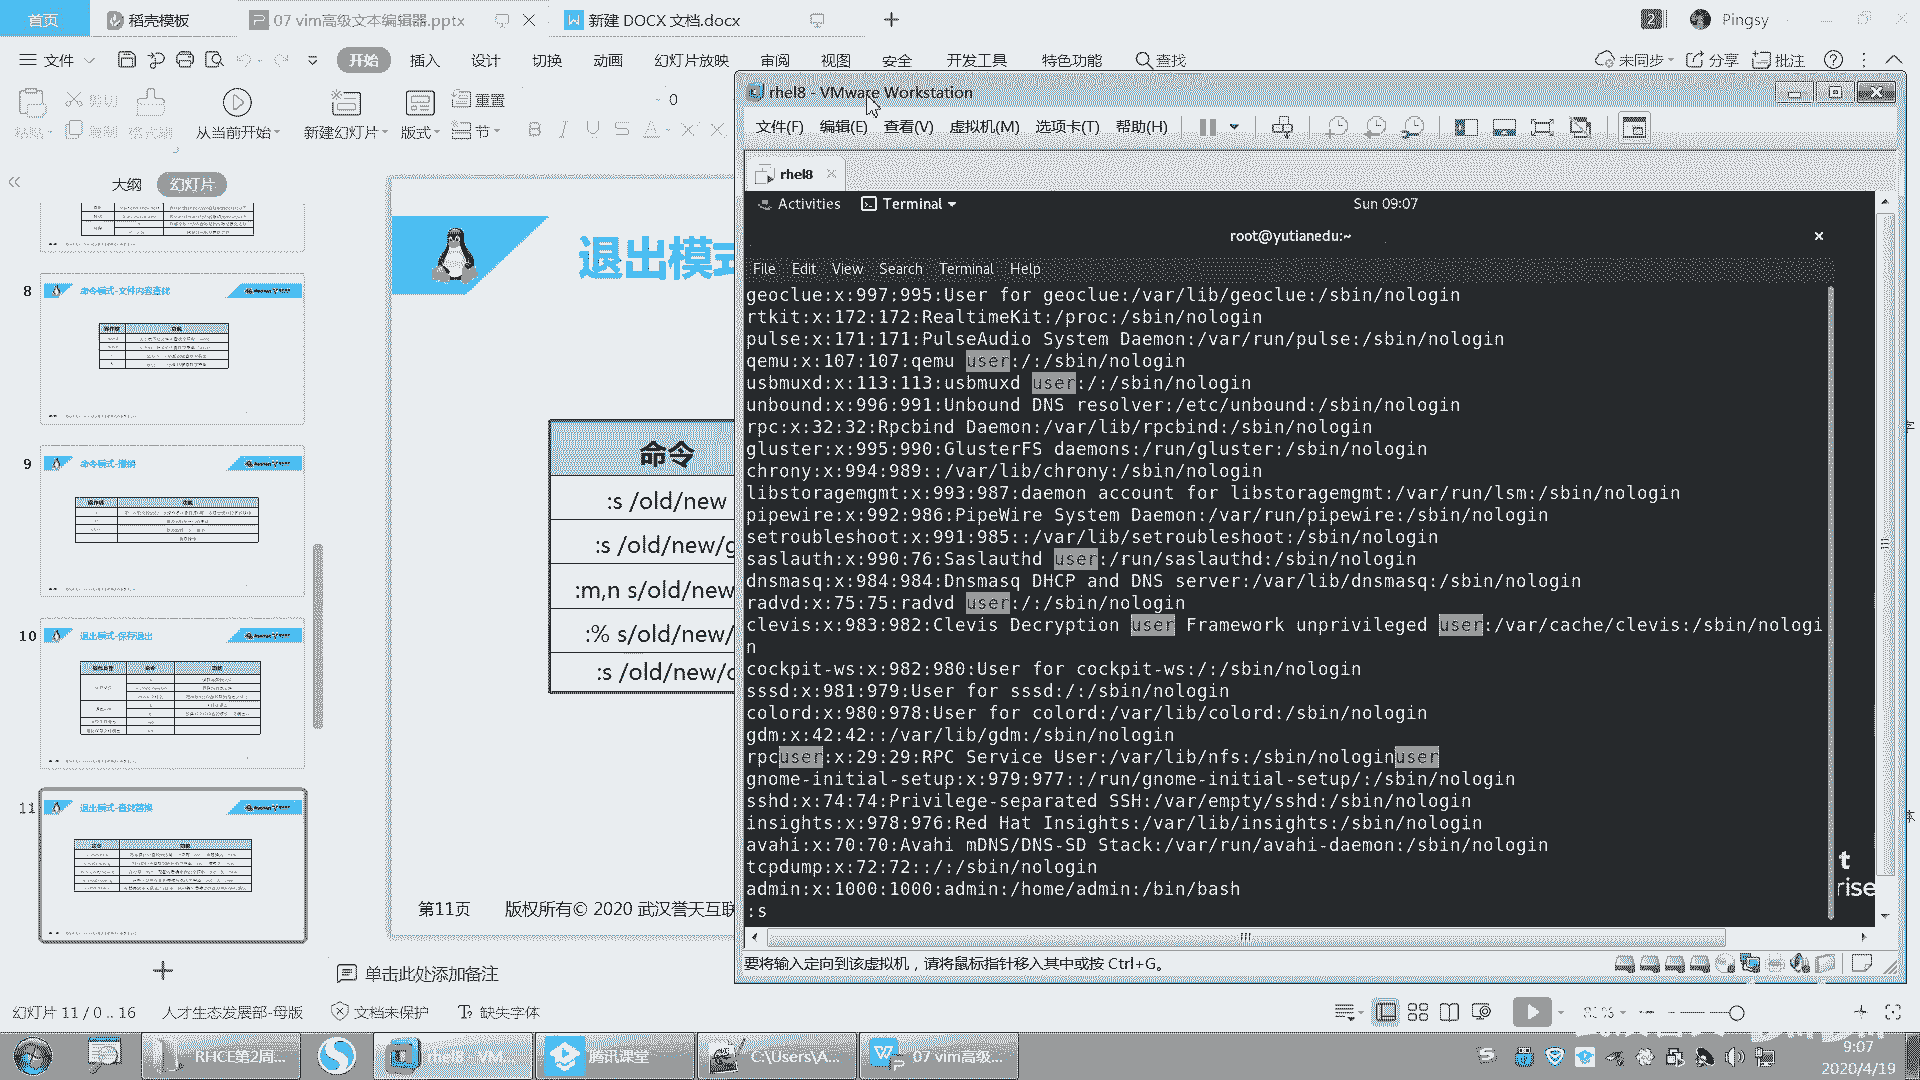 首页
稻壳模板
07 vim高级文本编辑器.pptx
新建 DOCX 文档.docx
2
Pingsy
文件
开始
插入
设计
切换
动画
幻灯片放映
审阅
视图
安全
开发工具
特色功能
查找
未同步
分享
批注
粘贴
剪切
复制
格式刷
从当前开始
新建幻灯片
版式
重置
节
0
大纲
幻灯片
8
命令模式-文件内容查找
9
命令模式-撤销
10
退出模式-保存退出
11
退出模式-查找替换
退出模式
命令
:s /old/new
:s /old/new/g
:m,n s/old/new
:% s/old/new/
:s /old/new/c
第11页
版权所有© 2020 武汉誉天互联
单击此处添加备注
rhel8 - VMware Workstation
文件(F)
编辑(E)
查看(V)
虚拟机(M)
选项卡(T)
帮助(H)
rhel8
Activities
Terminal
Sun 09:07
root@yutianedu:~
File Edit View Search Terminal Help
geoclue:x:997:995:User for geoclue:/var/lib/geoclue:/sbin/nologin
rtkit:x:172:172:RealtimeKit:/proc:/sbin/nologin
pulse:x:171:171:PulseAudio System Daemon:/var/run/pulse:/sbin/nologin
qemu:x:107:107:qemu user:/:/sbin/nologin
usbmuxd:x:113:113:usbmuxd user:/:/sbin/nologin
unbound:x:996:991:Unbound DNS resolver:/etc/unbound:/sbin/nologin
rpc:x:32:32:Rpcbind Daemon:/var/lib/rpcbind:/sbin/nologin
gluster:x:995:990:GlusterFS daemons:/run/gluster:/sbin/nologin
chrony:x:994:989::/var/lib/chrony:/sbin/nologin
libstoragemgmt:x:993:987:daemon account for libstoragemgmt:/var/run/lsm:/sbin/nologin
pipewire:x:992:986:PipeWire System Daemon:/var/run/pipewire:/sbin/nologin
setroubleshoot:x:991:985::/var/lib/setroubleshoot:/sbin/nologin
saslauth:x:990:76:Saslauthd user:/run/saslauthd:/sbin/nologin
dnsmasq:x:984:984:Dnsmasq DHCP and DNS server:/var/lib/dnsmasq:/sbin/nologin
radvd:x:75:75:radvd user:/:/sbin/nologin
clevis:x:983:982:Clevis Decryption user Framework unprivileged user:/var/cache/clevis:/sbin/nologi
n
cockpit-ws:x:982:980:User for cockpit-ws:/:/sbin/nologin
sssd:x:981:979:User for sssd:/:/sbin/nologin
colord:x:980:978:User for colord:/var/lib/colord:/sbin/nologin
gdm:x:42:42::/var/lib/gdm:/sbin/nologin
rpcuser:x:29:29:RPC Service User:/var/lib/nfs:/sbin/nologinuser
gnome-initial-setup:x:979:977::/run/gnome-initial-setup/:/sbin/nologin
sshd:x:74:74:Privilege-separated SSH:/var/empty/sshd:/sbin/nologin
insights:x:978:976:Red Hat Insights:/var/lib/insights:/sbin/nologin
avahi:x:70:70:Avahi mDNS/DNS-SD Stack:/var/run/avahi-daemon:/sbin/nologin
tcpdump:x:72:72::/:/sbin/nologin
admin:x:1000:1000:admin:/home/admin:/bin/bash
:s
t
rise
要将输入定向到该虚拟机，请将鼠标指针移入其中或按 Ctrl+G。
幻灯片 11 / 0 .. 16
人才生态发展部-母版
文档未保护
缺失字体
RHCE第2周...
rhel8 - VM...
腾讯课堂
C:\Users\A...
07 vim高级...
9:07
2020/4/19